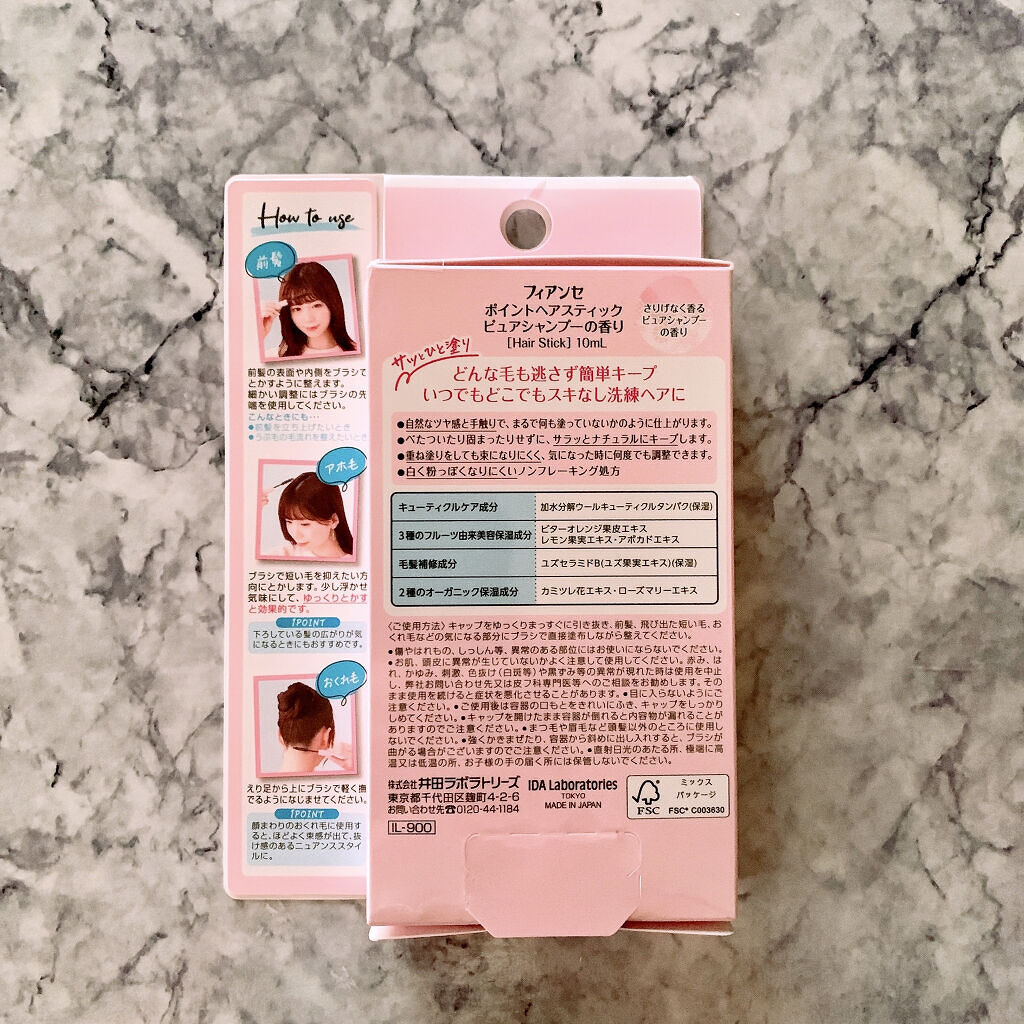 How to use
前髪
前髪の表面や内側をブラシで
とかすように整えます。
細かい調整にはブラシの先
端を使用してください。
こんなときにも…
●前髪を立ち上げたいとき
●うぶ毛の毛流れを整えたいとき
アホ毛
ブラシで短い毛を抑えたい方
向にとかします。少し浮かせ
気味にして、ゆっくりとかす
と効果的です。
1POINT
下ろしている髪の広がりが気
になるときにもおすすめです。
おくれ毛
えり足から上にブラシで軽く撫
でるようになじませてください。
1POINT
顔まわりのおくれ毛に使用す
ると、ほどよく束感が出て、抜
け感のあるニュアンススタイ
ルに。
フィアンセ
ポイントヘアスティック
ピュアシャンプーの香り
[Hair Stick] 10mL
さりげなく香る
ピュアシャンプー
の香り
サッとひと塗り
どんな毛も逃さず簡単キープ
いつでもどこでもスキなし洗練ヘアに
●自然なツヤ感と手触りで、まるで何も塗っていないかのように仕上がります。
●べたついたり固まったりせずに、サラッとナチュラルにキープします。
●重ね塗りをしても束になりにくく、気になった時に何度でも調整できます。
●白く粉っぽくなりにくいノンフレーキング処方
キューティクルケア成分 加水分解ウールキューティクルタンパク(保湿)
3種のフルーツ由来美容保湿成分 ビターオレンジ果皮エキス
レモン果実エキス・アボカドエキス
毛髪補修成分 ユズセラミドB(ユズ果実エキス)(保湿)
2種のオーガニック保湿成分 カミツレ花エキス・ローズマリーエキス
〈ご使用方法〉キャップをゆっくりまっすぐに引き抜き、前髪、飛び出た短い毛、お
くれ毛などの気になる部分にブラシで直接塗布しながら整えてください。
●傷やはれもの、しっしん等、異常のある部位にはお使いにならないでください。
●お肌、頭皮に異常が生じていないかよく注意して使用してください。赤み、は
れ、かゆみ、刺激、色抜け(白斑等)や黒ずみ等の異常が現れた時は使用を中止
し、弊社お問い合わせ先又は皮フ科専門医等へのご相談をお勧めします。その
まま使用を続けると症状を悪化させることがあります。●目に入らないようにご
注意ください。●ご使用後は容器の口もとをきれいにふき、キャップをしっかり
しめてください。●キャップを開けたまま容器が倒れると内容物が漏れることが
ありますのでご注意ください。●まつ毛や眉毛など頭髪以外のところに使用し
ないでください。●強くかきまぜたり、容器から斜めに出し入れすると、ブラシが
曲がる場合がございますのでご注意ください。●直射日光のあたる所、極端に高
温又は低温の所、お子様の手の届く所には保管しないでください。
株式会社 井田ラボラトリーズ
東京都千代田区麹町4-2-6
お問い合わせ先☎0120-44-1184
IDA Laboratories
TOKYO
MADE IN JAPAN
IL-900
FSC
ミックス
パッケージ
FSC® C003630